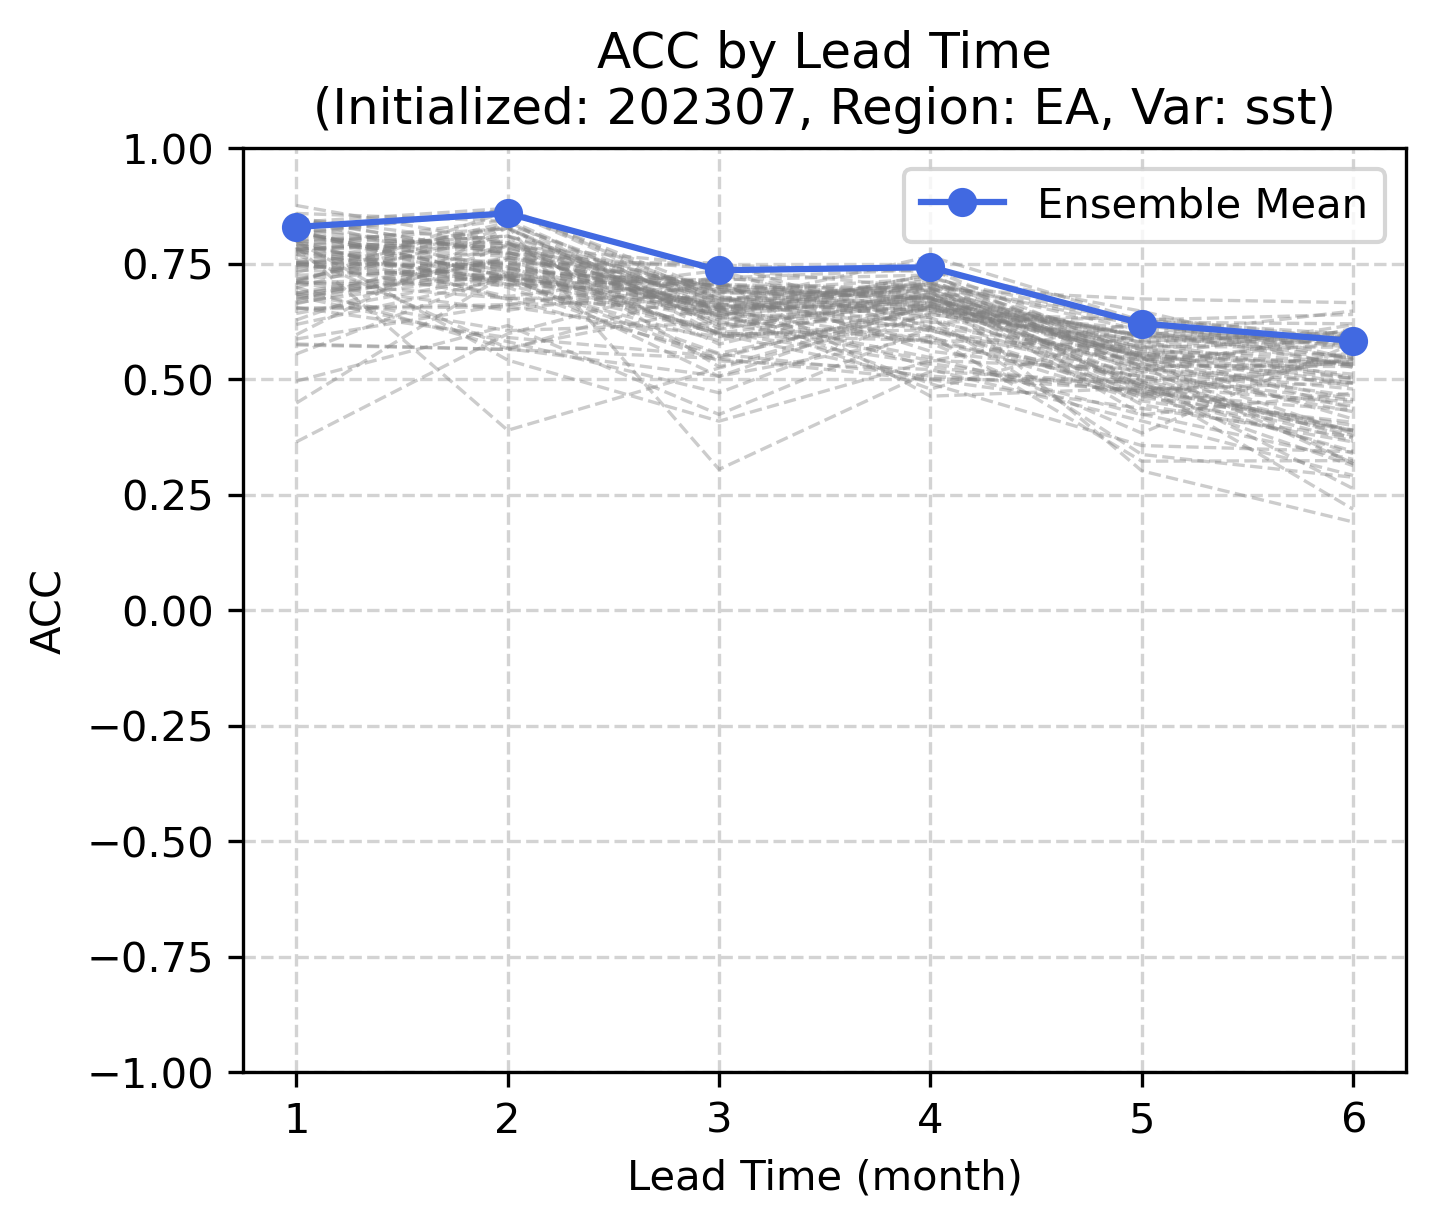 ACC by Lead Time
(Initialized: 202307, Region: EA, Var: sst)
Ensemble Mean
1.00
0.75
0.50
0.25
0.00
−0.25
−0.50
−0.75
−1.00
ACC
1 2 3 4 5 6
Lead Time (month)